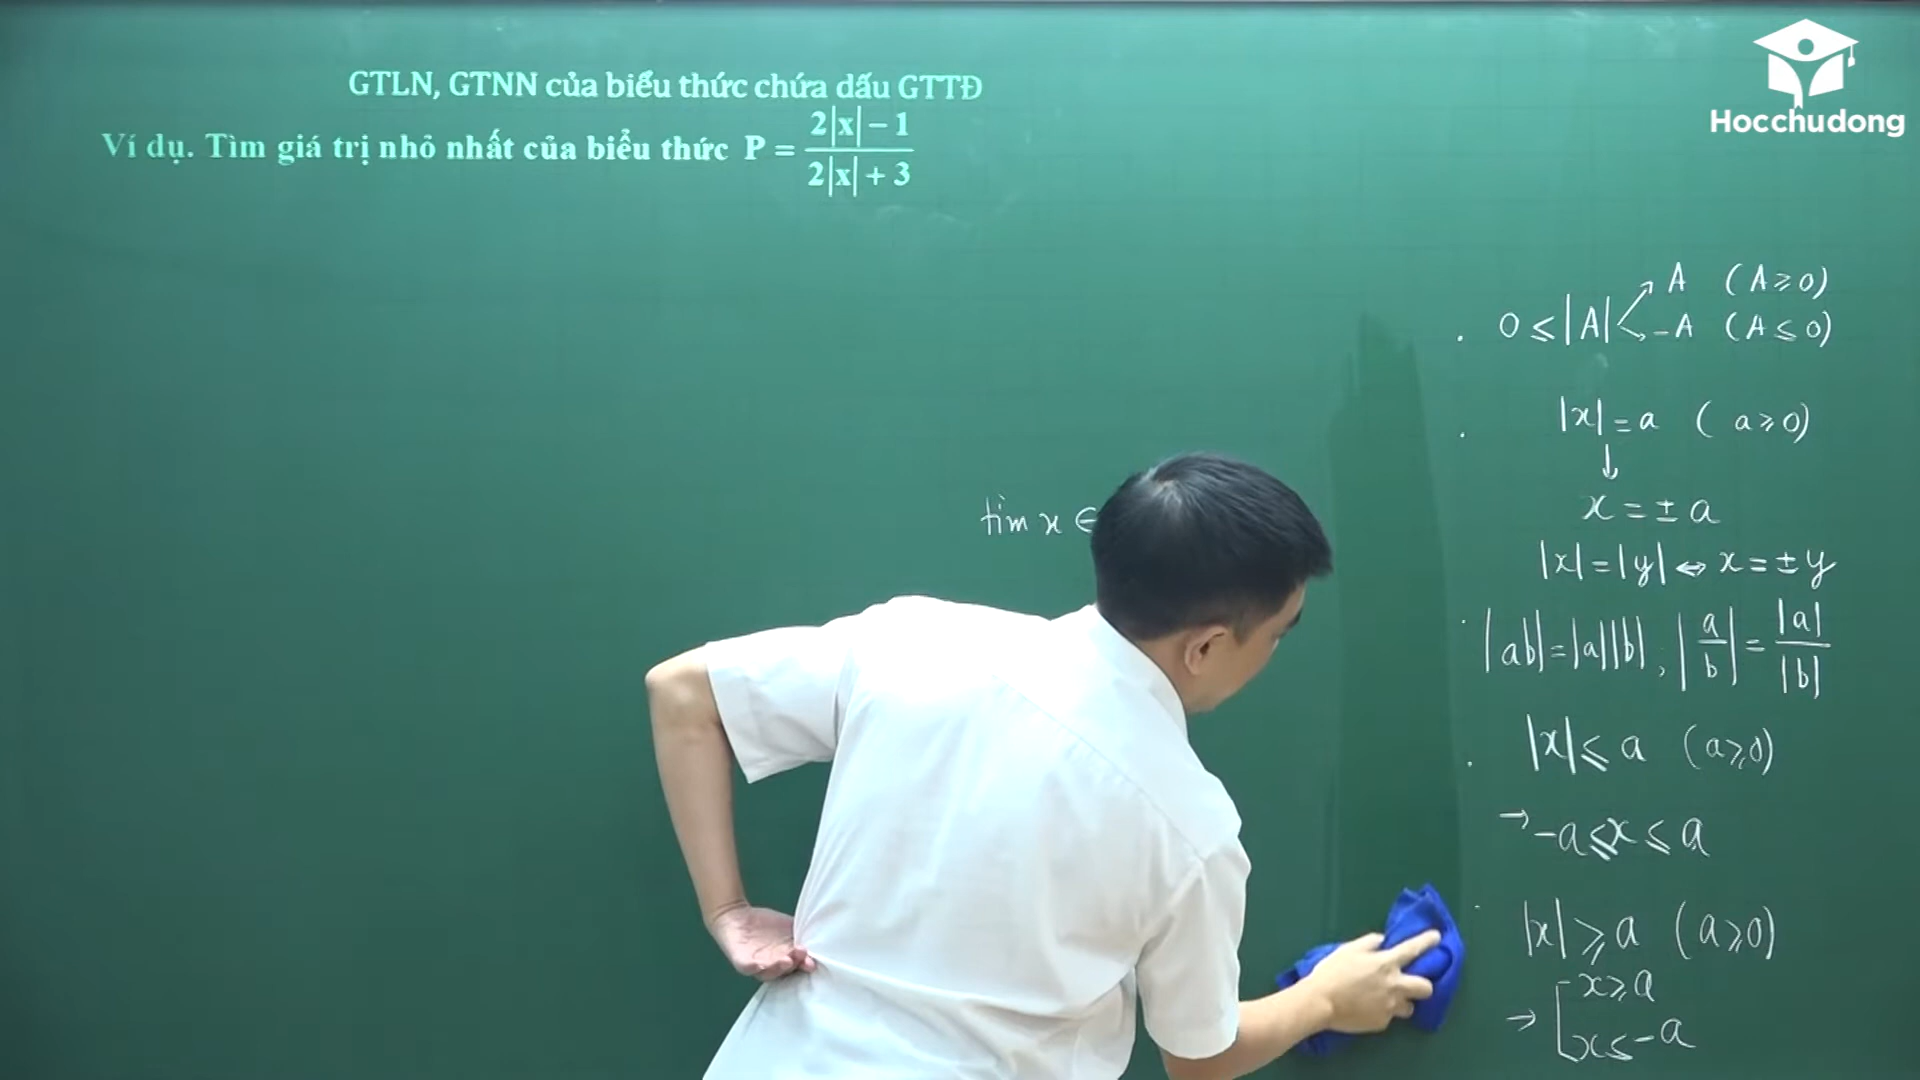 GTLN, GTNN của biểu thức chứa dấu GTTĐ
Ví dụ. Tìm giá trị nhỏ nhất của biểu thức P = (2|x| − 1)/(2|x| + 3)
Hocchudong
0 ≤ |A| ↗ A (A ≥ 0)
↘ −A (A ≤ 0)
|x| = a ( a ≥ 0)
↓
x = ± a
|x| = |y| ↔ x = ± y
|ab| = |a||b| ; |a/b| = |a|/|b|
|x| ≤ a (a ≥ 0)
→ −a ≤ x ≤ a
|x| ≥ a (a ≥ 0)
→ [ x ≥ a
x ≤ −a
tìm x ∈